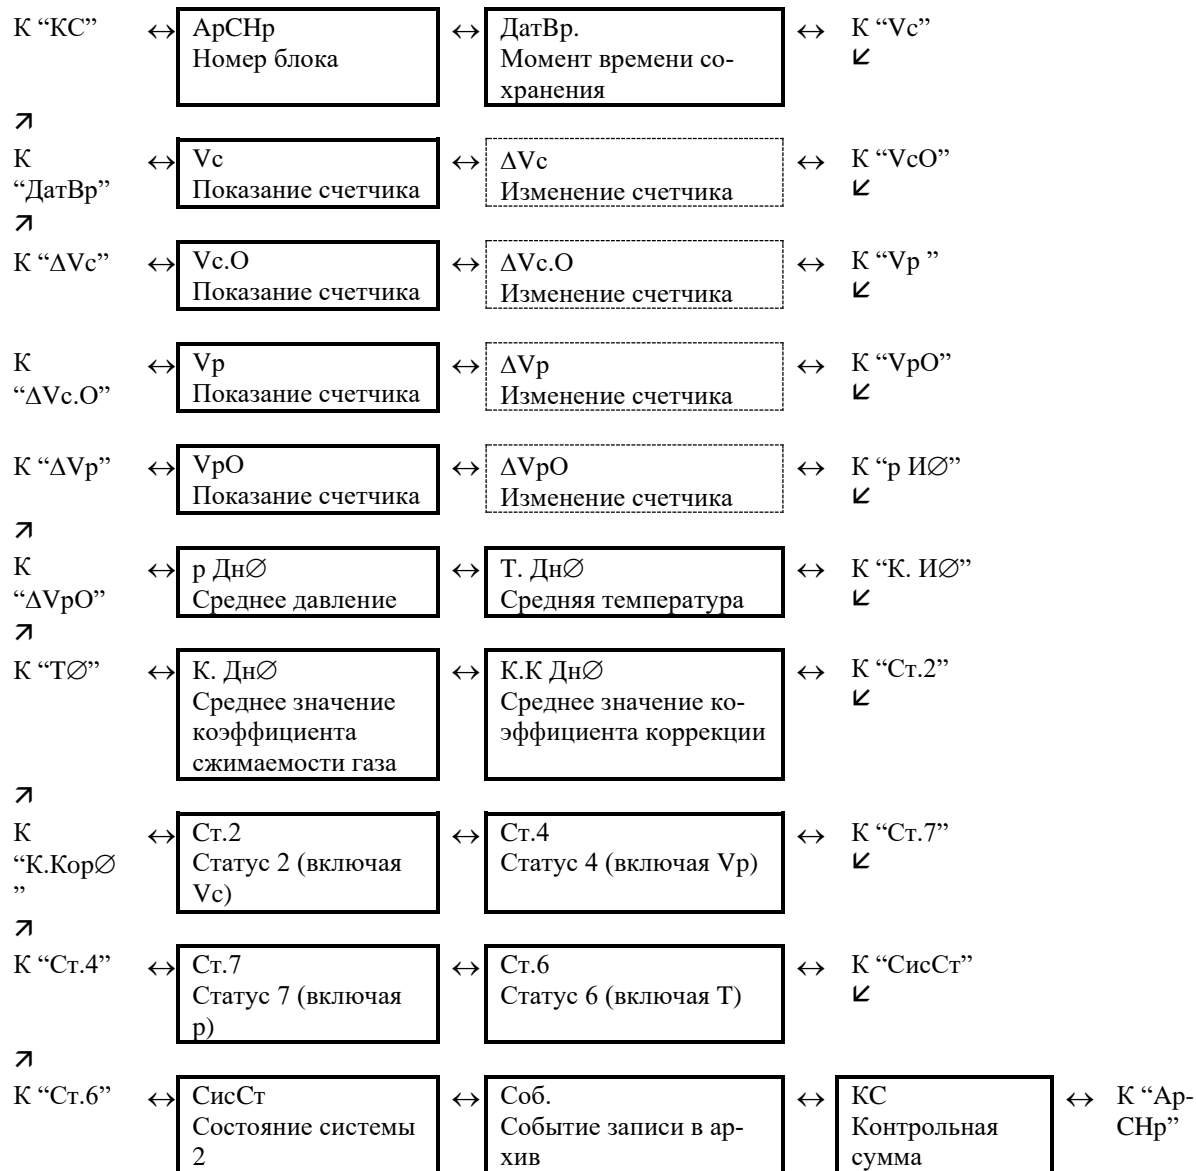 К “КС” ↔ АрСНр ↔ ДатВр. ↔ К “Vc”
Номер блока Момент времени со- ↙
хранения
↗
К ↔ Vc ↔ ΔVc ↔ К “VcO”
“ДатВр” Показание счетчика Изменение счетчика ↙
↗
К “ΔVc” ↔ Vc.O ↔ ΔVc.O ↔ К “Vp ”
Показание счетчика Изменение счетчика ↙
К ↔ Vp ↔ ΔVp ↔ К “VpO”
“ΔVc.O” Показание счетчика Изменение счетчика ↙
К “ΔVp” ↔ VpO ↔ ΔVpO ↔ К “р И∅”
Показание счетчика Изменение счетчика ↙
↗
К ↔ р Дн∅ ↔ Т. Дн∅ ↔ К “К. И∅”
“ΔVpO” Среднее давление Средняя температура ↙
↗
К “Т∅” ↔ К. Дн∅ ↔ К.К Дн∅ ↔ К “Ст.2”
Среднее значение Среднее значение ко- ↙
коэффициента эффициента коррекции
сжимаемости газа
↗
К ↔ Ст.2 ↔ Ст.4 ↔ К “Ст.7”
“К.Кор∅ Статус 2 (включая Статус 4 (включая Vp) ↙
” Vc)
↗
К “Ст.4” ↔ Ст.7 ↔ Ст.6 ↔ К “СисСт”
Статус 7 (включая Статус 6 (включая Т) ↙
р)
↗
К “Ст.6” ↔ СисСт ↔ Соб. ↔ КС ↔ К “Ар-
Состояние системы Событие записи в ар- Контрольная СНр”
2 хив сумма